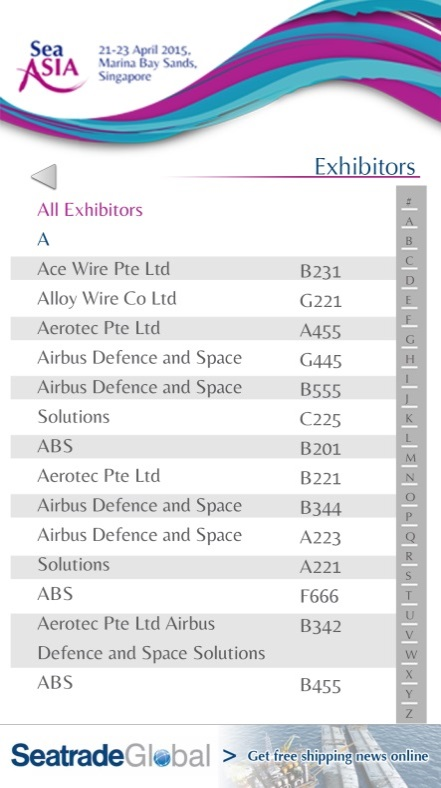 Sea
ASIA
21-23 April 2015,
Marina Bay Sands,
Singapore
Exhibitors
All Exhibitors
A
Ace Wire Pte Ltd B231
Alloy Wire Co Ltd G221
Aerotec Pte Ltd A455
Airbus Defence and Space G445
Airbus Defence and Space B555
Solutions C225
ABS B201
Aerotec Pte Ltd B221
Airbus Defence and Space B344
Airbus Defence and Space A223
Solutions A221
ABS F666
Aerotec Pte Ltd Airbus B342
Defence and Space Solutions
ABS B455
#
A
B
C
D
E
F
G
H
I
J
K
L
M
N
O
P
Q
R
S
T
U
V
W
X
Y
Z
SeatradeGlobal > Get free shipping news online